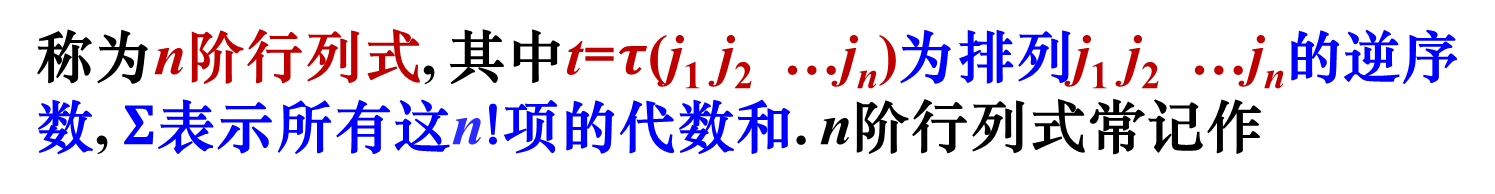 称为n阶行列式, 其中t=τ(j₁ j₂ …jₙ)为排列j₁ j₂ …jₙ的逆序
数, Σ表示所有这n!项的代数和. n阶行列式常记作